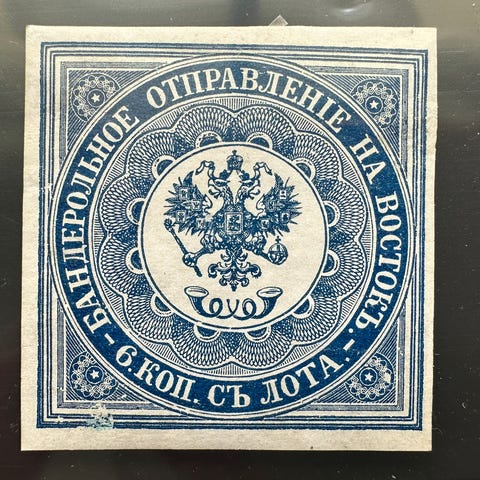 БАНДЕРОЛЬНОЕ ОТПРАВЛЕНІЕ НА ВОСТОКЪ.
- 6. КОП. СЪ ЛОТА. -